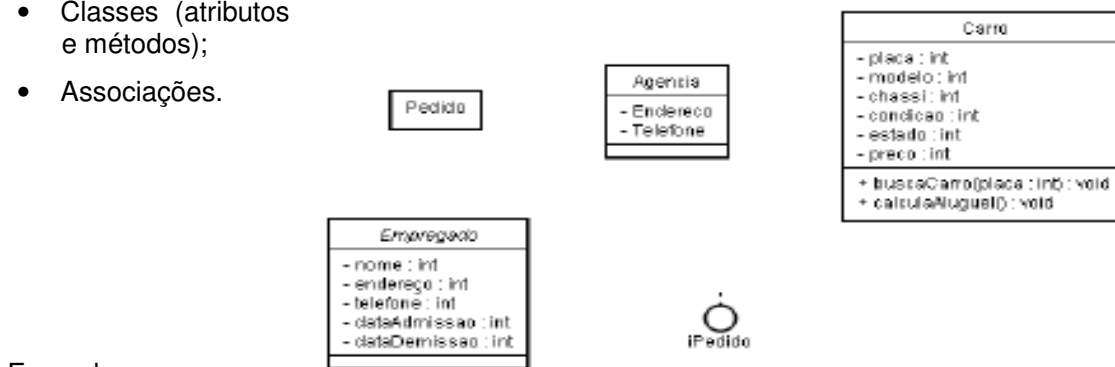 • Classes (atributos
e métodos);
• Associações.
Pedido
Agencia
- Endereco
- Telefone
Carro
- placa : int
- modelo : int
- chassi : int
- condicao : int
- estado : int
- preco : int
+ buscaCarro(placa : int) : void
+ calculaAluguel() : void
Empregado
- nome : int
- endereço : int
- telefone : int
- dataAdmissao : int
- dataDemissao : int
iPedido